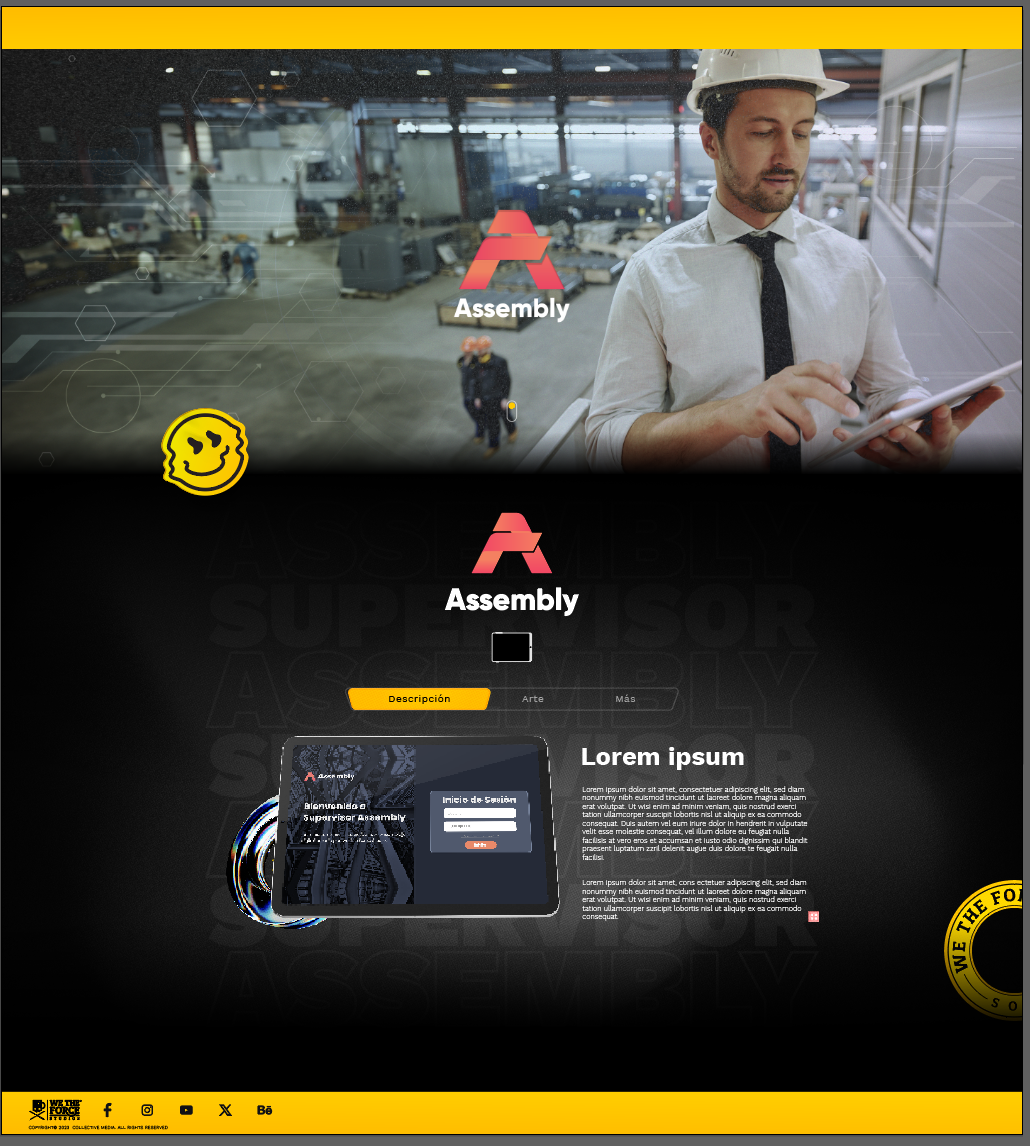 Assembly
ASSEMBLY
Assembly
SUPERVISOR
ASSEMBLY
Descripción
Arte
Más
SUPERVISOR
Assembly
Bienvenido a
Supervisor Assembly
Inicio de Sesión
Lorem ipsum
Lorem ipsum dolor sit amet, consectetuer adipiscing elit, sed diam
nonummy nibh euismod tincidunt ut laoreet dolore magna aliquam
erat volutpat. Ut wisi enim ad minim veniam, quis nostrud exerci
tation ullamcorper suscipit lobortis nisl ut aliquip ex ea commodo
consequat. Duis autem vel eum iriure dolor in hendrerit in vulputate
velit esse molestie consequat, vel illum dolore eu feugiat nulla
facilisis at vero eros et accumsan et iusto odio dignissim qui blandit
praesent luptatum zzril delenit augue duis dolore te feugait nulla
facilisi.
Lorem ipsum dolor sit amet, cons ectetuer adipiscing elit, sed diam
nonummy nibh euismod tincidunt ut laoreet dolore magna aliquam
erat volutpat. Ut wisi enim ad minim veniam, quis nostrud exerci
tation ullamcorper suscipit lobortis nisl ut aliquip ex ea commodo
consequat.
WE THE FOR
SO
SUPERVISOR
ASSEMBLY
WE THE
FORCE
STUDIOS
Bē
COPYRIGHT© 2023 COLLECTIVE MEDIA. ALL RIGHTS RESERVED